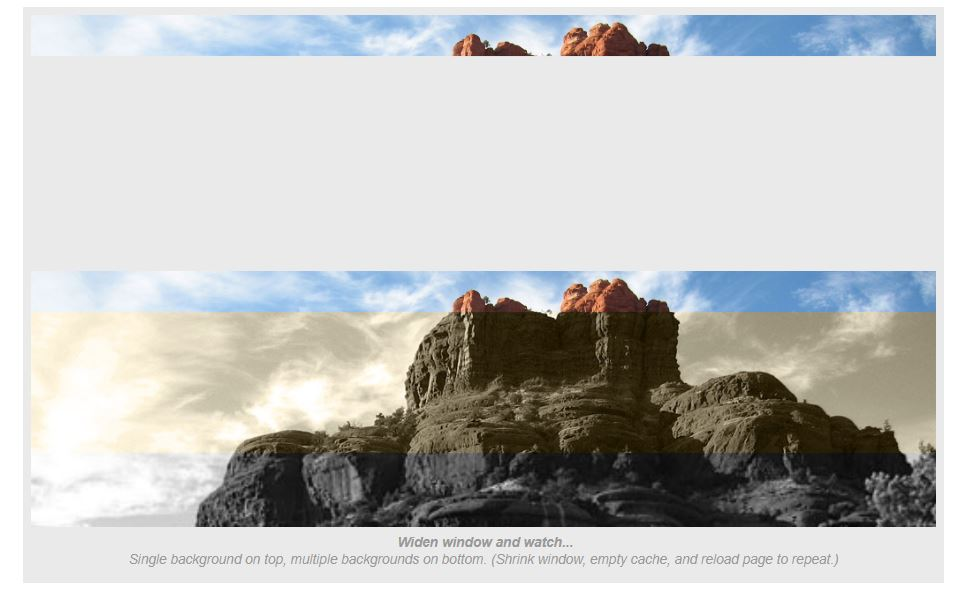 Widen window and watch...
Single background on top, multiple backgrounds on bottom. (Shrink window, empty cache, and reload page to repeat.)